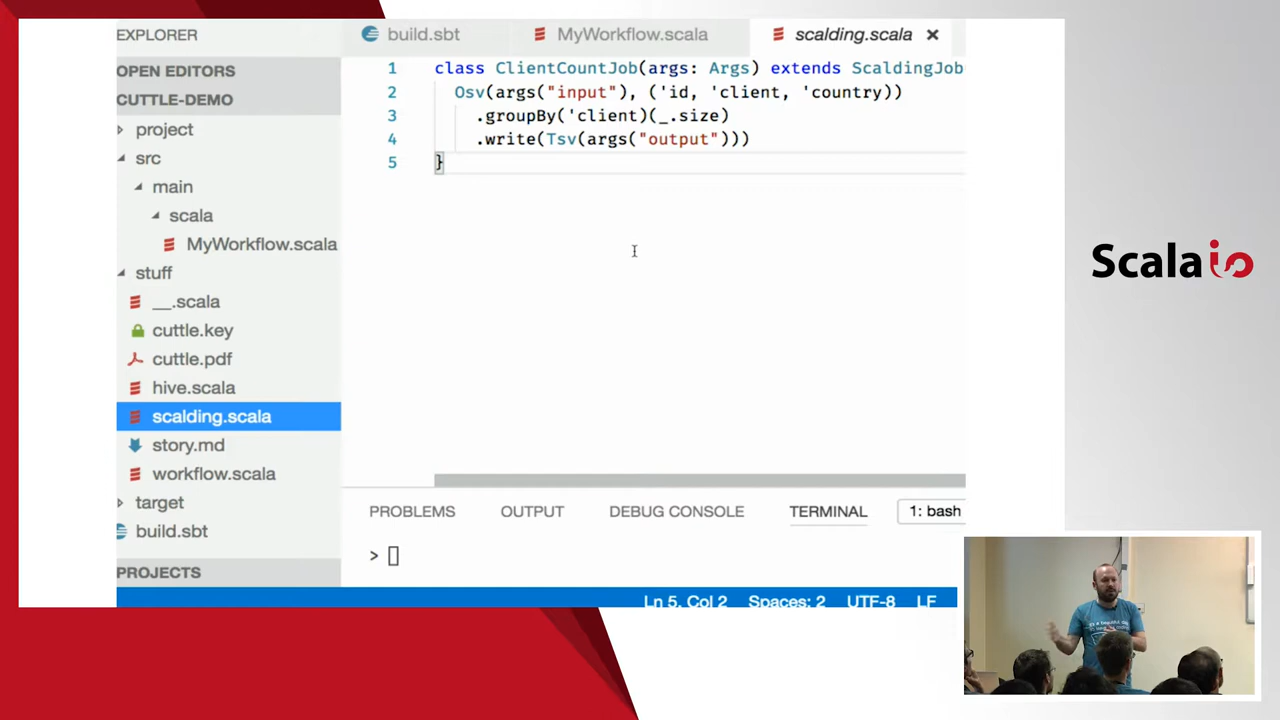 EXPLORER
OPEN EDITORS
CUTTLE-DEMO
project
src
main
scala
MyWorkflow.scala
stuff
__.scala
cuttle.key
cuttle.pdf
hive.scala
scalding.scala
story.md
workflow.scala
target
build.sbt
PROJECTS
build.sbt MyWorkflow.scala scalding.scala
1 class ClientCountJob(args: Args) extends ScaldingJob
2 Osv(args("input"), ('id, 'client, 'country))
3 .groupBy('client)(_.size)
4 .write(Tsv(args("output")))
5 }
PROBLEMS OUTPUT DEBUG CONSOLE TERMINAL 1: bash
>
Ln 5, Col 2 Spaces: 2 UTF-8 LF
Scala io